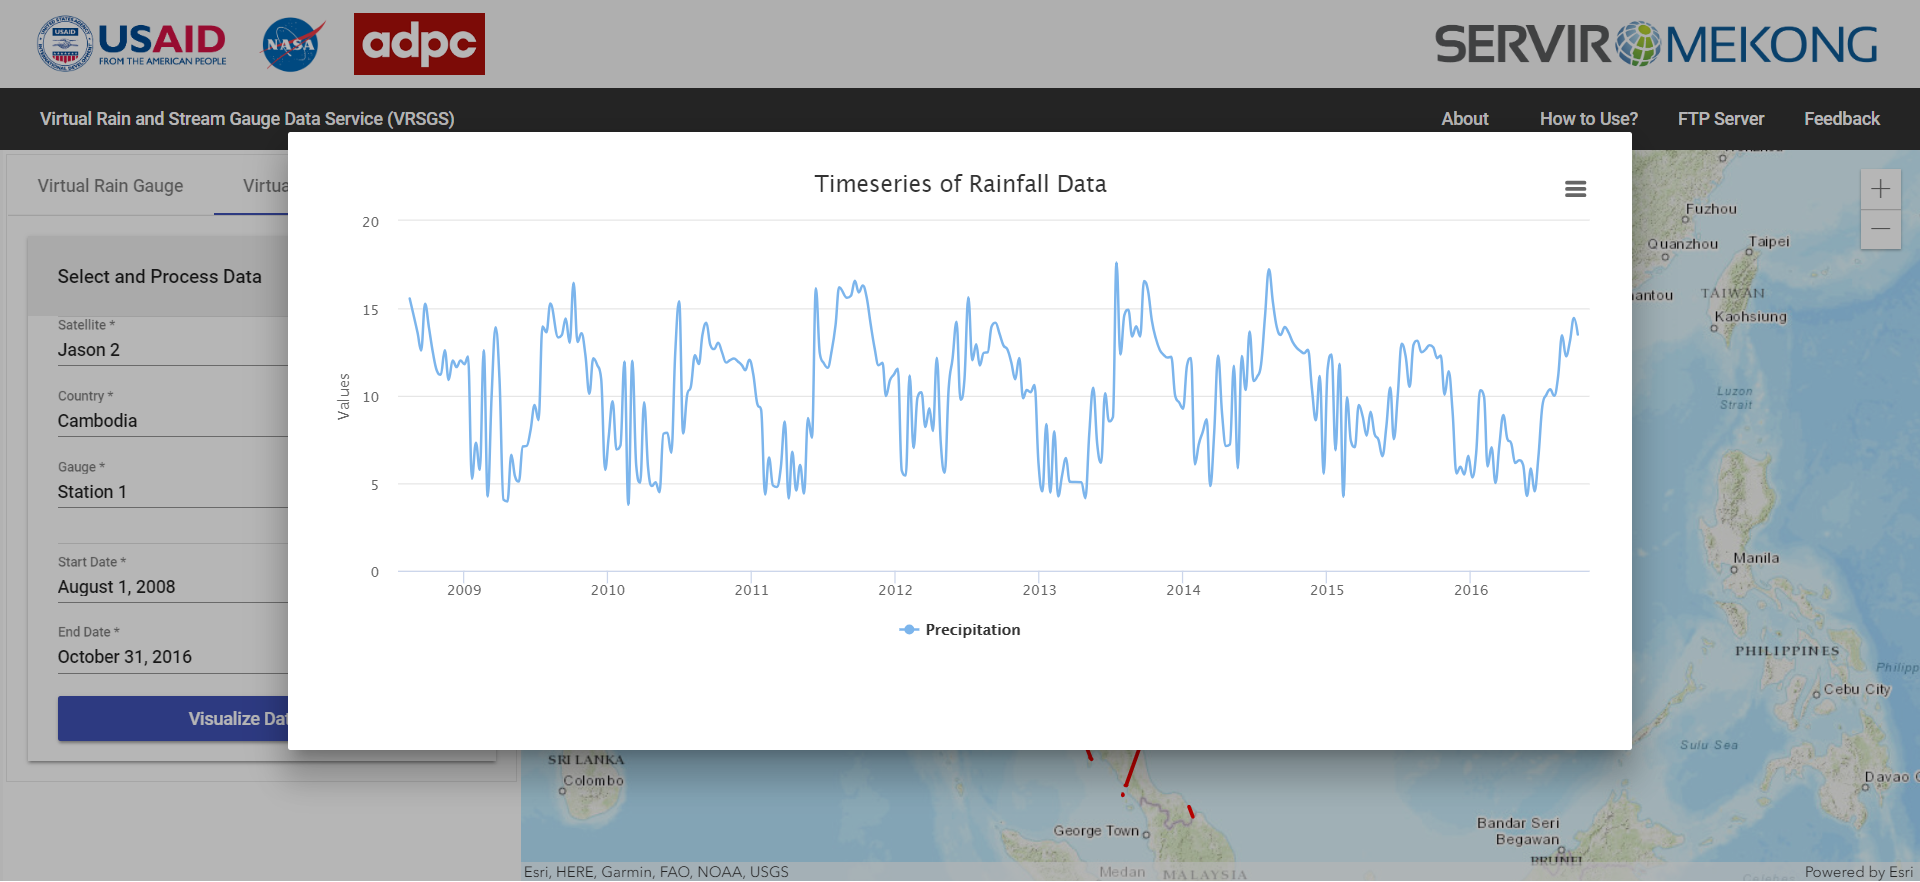 USAID
FROM THE AMERICAN PEOPLE
NASA
adpc
SERVIR MEKONG
Virtual Rain and Stream Gauge Data Service (VRSGS)
About
How to Use?
FTP Server
Feedback
Virtual Rain Gauge
Virtua
Select and Process Data
Satellite *
Jason 2
Country *
Cambodia
Gauge *
Station 1
Start Date *
August 1, 2008
End Date *
October 31, 2016
Visualize Dat
Timeseries of Rainfall Data
Values
20
15
10
5
0
2009
2010
2011
2012
2013
2014
2015
2016
Precipitation
Fuzhou
Quanzhou
Taipei
antou
TAIWAN
Kaohsiung
Luzon
Strait
Manila
PHILIPPINES
Philipp
Cebu City
Sulu Sea
Davao C
SRI LANKA
Colombo
George Town
Bandar Seri
Begawan
BRUNEI
Medan
MALAYSIA
Celebes
Esri, HERE, Garmin, FAO, NOAA, USGS
Powered by Esri